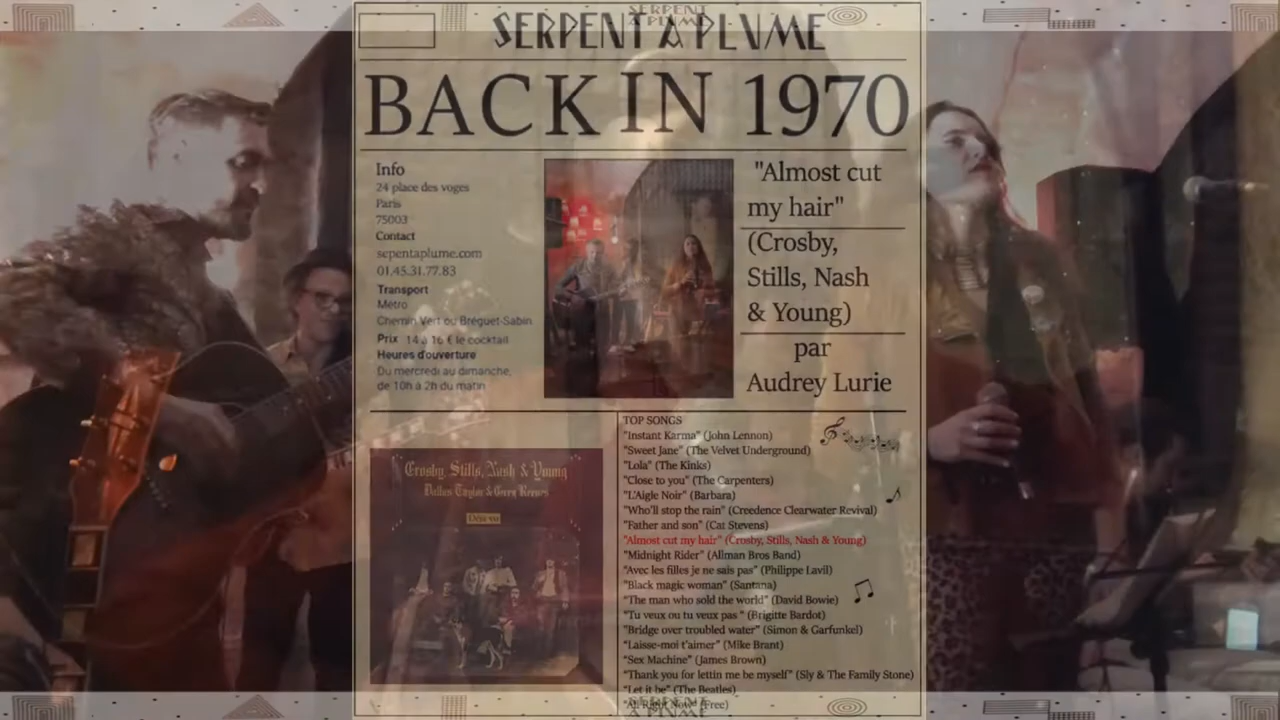 SERPENT À PLUME
SERPENT A PLUME
BACK IN 1970
Info
24 place des voges
Paris
75003
Contact
sepentaplume.com
01.45.31.77.83
Transport
Métro
Chemin Vert ou Bréguet-Sabin
Prix 14 à 16 € le cocktail
Heures d'ouverture
Du mercredi au dimanche,
de 10h à 2h du matin
"Almost cut
my hair"
(Crosby,
Stills, Nash
& Young)
par
Audrey Lurie
Crosby, Stills, Nash & Young
Dallas Taylor & Greg Reeves
Déjà vu
TOP SONGS
"Instant Karma" (John Lennon)
"Sweet Jane" (The Velvet Underground)
"Lola" (The Kinks)
"Close to you" (The Carpenters)
"L'Aigle Noir" (Barbara)
"Who'll stop the rain" (Creedence Clearwater Revival)
"Father and son" (Cat Stevens)
"Almost cut my hair" (Crosby, Stills, Nash & Young)
"Midnight Rider" (Allman Bros Band)
"Avec les filles je ne sais pas" (Philippe Lavil)
"Black magic woman" (Santana)
"The man who sold the world" (David Bowie)
"Tu veux ou tu veux pas " (Brigitte Bardot)
"Bridge over troubled water" (Simon & Garfunkel)
"Laisse-moi t'aimer" (Mike Brant)
"Sex Machine" (James Brown)
"Thank you for lettin me be myself" (Sly & The Family Stone)
"Let it be" (The Beatles)
"All Right Now" (Free)
SERPENT
A PLUME